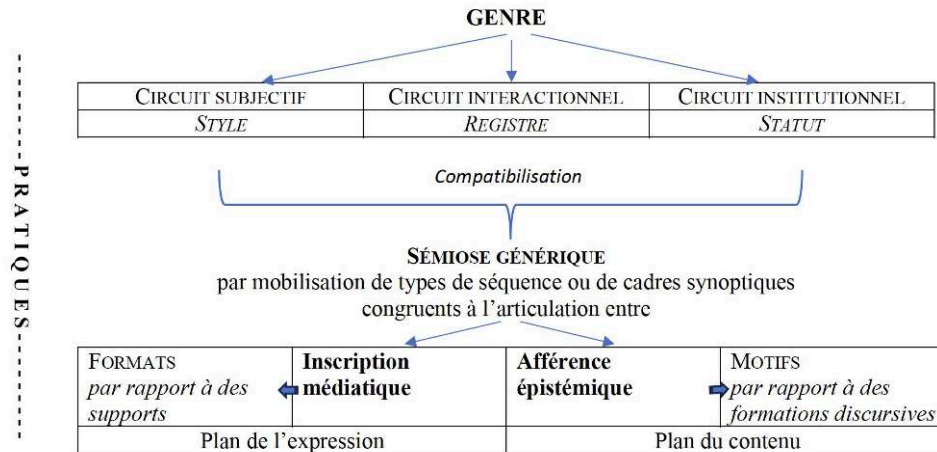 GENRE
CIRCUIT SUBJECTIF CIRCUIT INTERACTIONNEL CIRCUIT INSTITUTIONNEL
STYLE REGISTRE STATUT
Compatibilisation
SÉMIOSE GÉNÉRIQUE
par mobilisation de types de séquence ou de cadres synoptiques
congruents à l’articulation entre
FORMATS
par rapport à des
supports
Inscription
médiatique
Afférence
épistémique
MOTIFS
par rapport à des
formations discursives
Plan de l’expression Plan du contenu
PRATIQUES